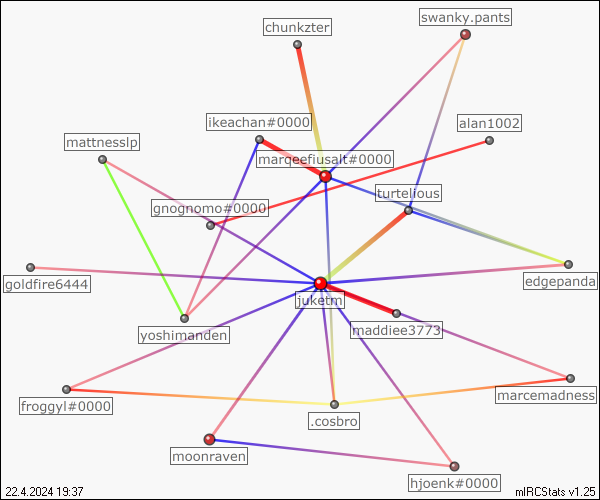 swanky.pants
chunkzter
ikeachan#0000
alan1002
mattnesslp
marqeefiusalt#0000
turtelious
gnognomo#0000
edgepanda
goldfire6444
juketm
maddiee3773
yoshimanden
marcemadness
froggyl#0000
.cosbro
moonraven
hjoenk#0000
22.4.2024 19:37
mIRCStats v1.25